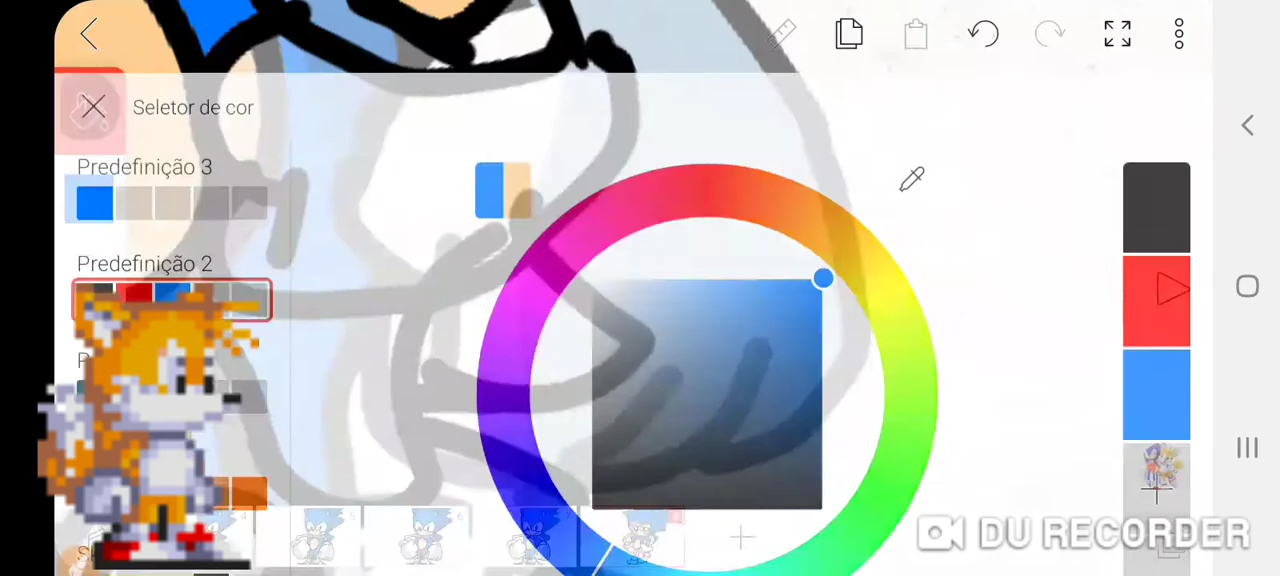 Seletor de cor
Predefinição 3
Predefinição 2
DU RECORDER